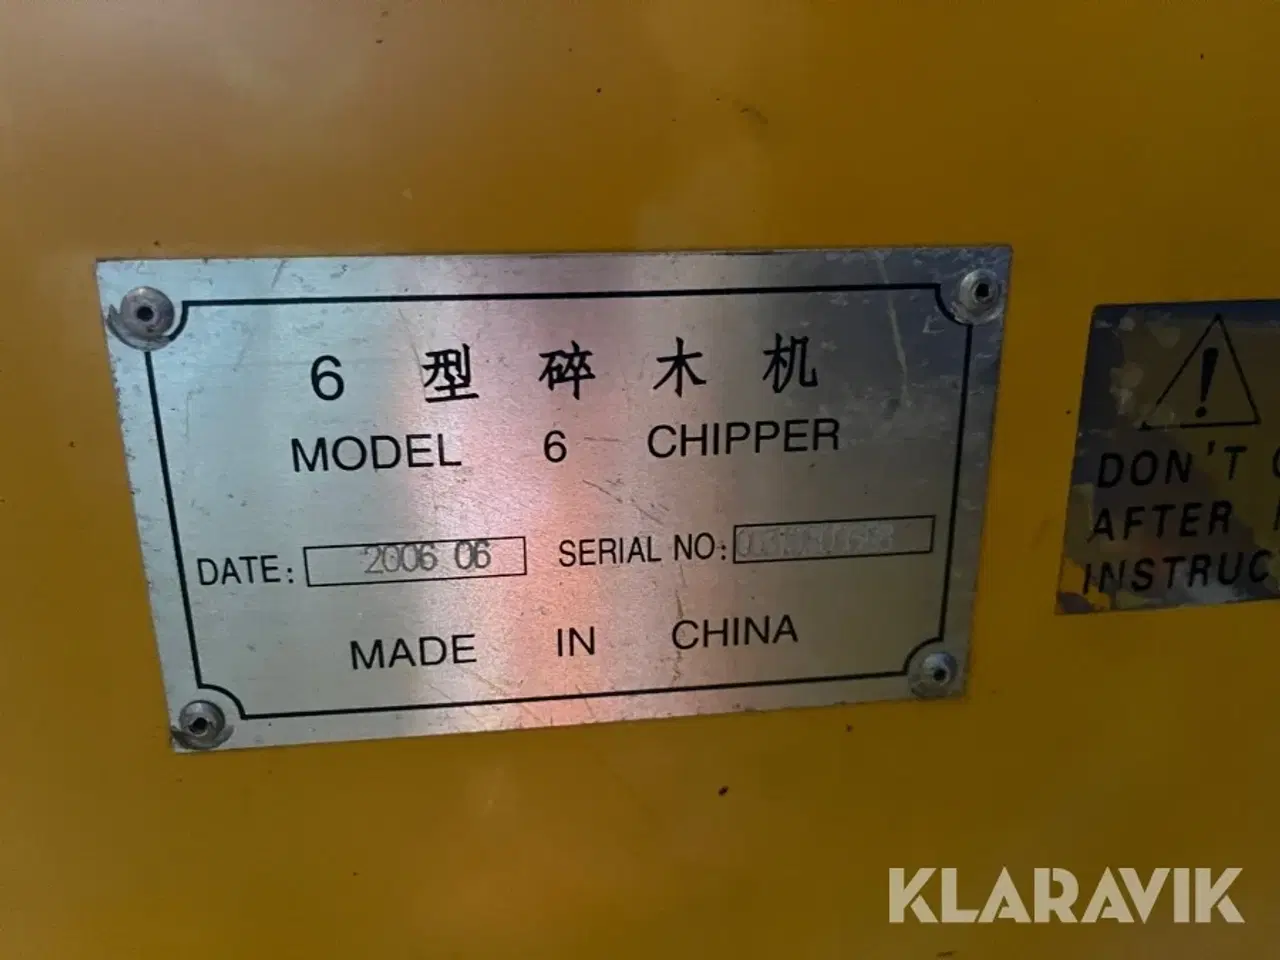 6 型 碎 木 机
MODEL 6 CHIPPER
DATE: 2006 06 SERIAL NO:
MADE IN CHINA
DON'T
AFTER
KLARAVIK